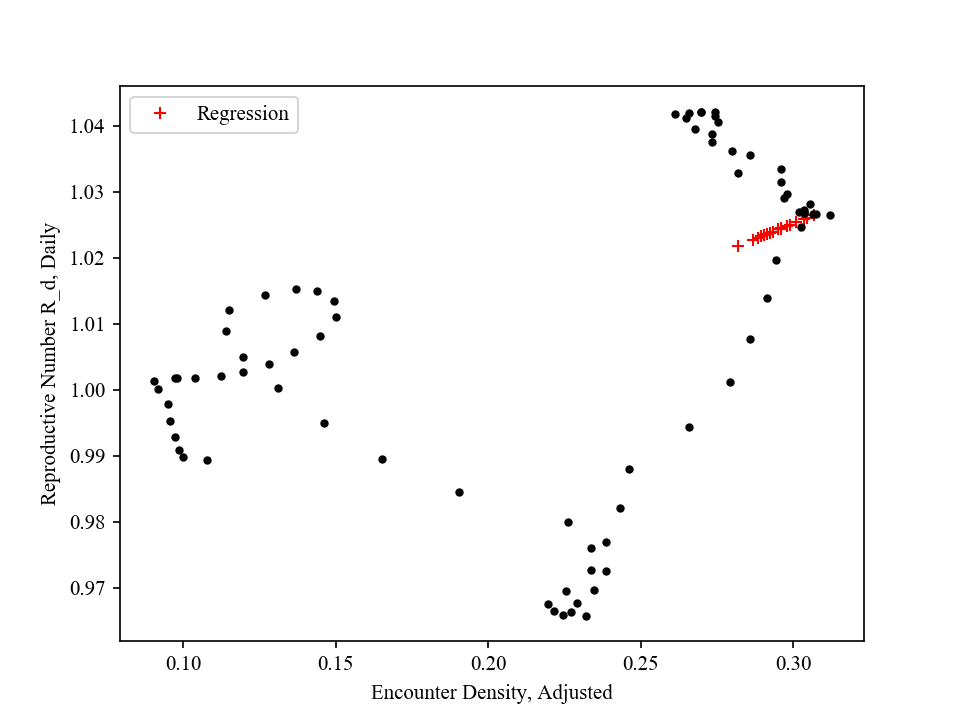 Regression
1.04
1.03
1.02
1.01
1.00
0.99
0.98
0.97
Reproductive Number R_d, Daily
0.10 0.15 0.20 0.25 0.30
Encounter Density, Adjusted